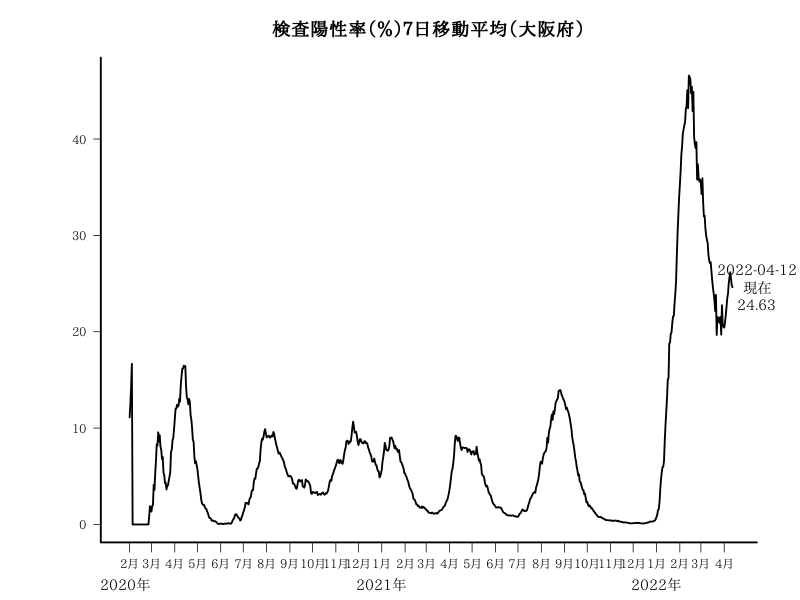 検査陽性率(%)7日移動平均(大阪府)
40
30
20
10
0
2022-04-12
現在
24.63
2月 3月 4月 5月 6月 7月 8月 9月 10月 11月 12月 1月 2月 3月 4月 5月 6月 7月 8月 9月 10月 11月 12月 1月 2月 3月 4月
2020年 2021年 2022年